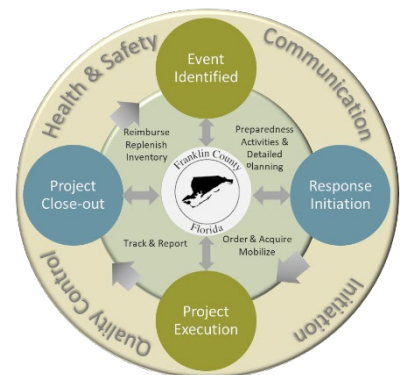 Health & Safety
Communication
Event
Identified
Reimburse
Replenish
Inventory
Preparedness
Activities &
Detailed
Planning
Franklin County
Florida
Project
Close-out
Response
Initiation
Track & Report
Order & Acquire
Mobilize
Project
Execution
Quality Control
Initiation